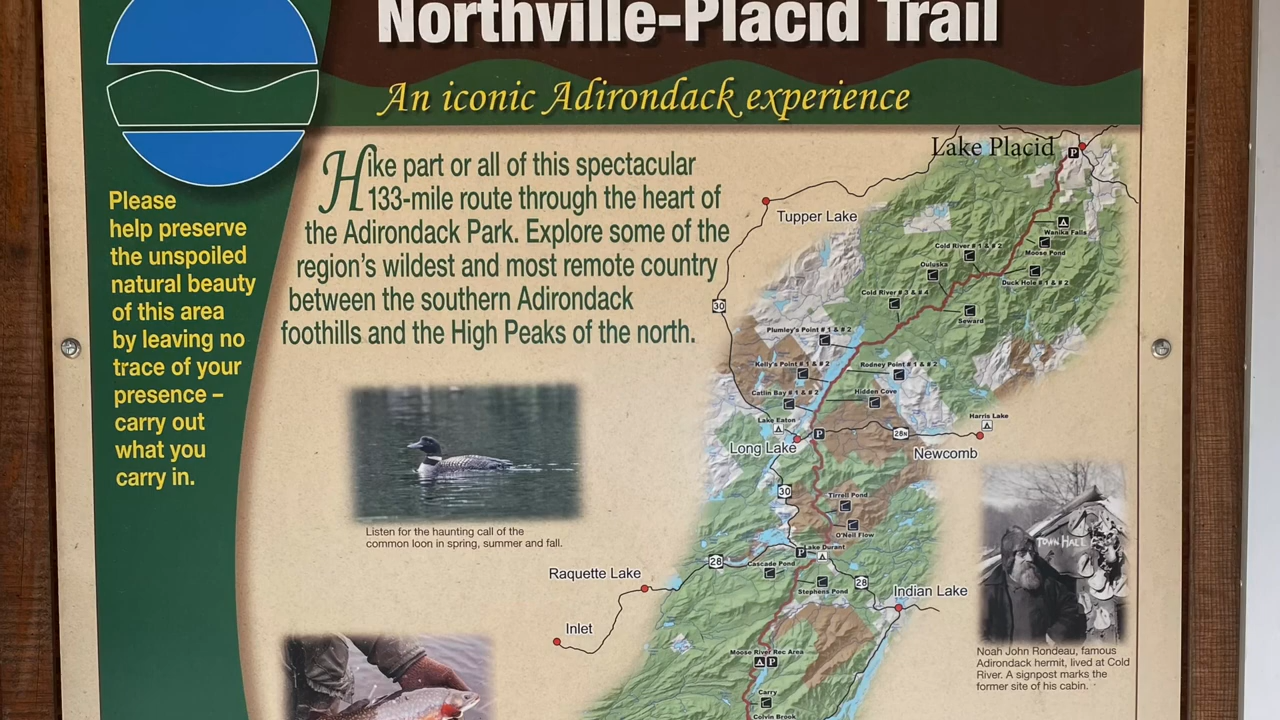 Northville-Placid Trail
An iconic Adirondack experience
Please
help preserve
the unspoiled
natural beauty
of this area
by leaving no
trace of your
presence –
carry out
what you
carry in.
Hike part or all of this spectacular
133-mile route through the heart of
the Adirondack Park. Explore some of the
region's wildest and most remote country
between the southern Adirondack
foothills and the High Peaks of the north.
Listen for the haunting call of the
common loon in spring, summer and fall.
Lake Placid
P
Tupper Lake
Wanika Falls
Cold River # 1 & # 2
Moose Pond
Ouluska
Duck Hole # 1 & # 2
Cold River # 3 & # 4
30
Seward
Plumley's Point # 1 & # 2
Kelly's Point # 1 & # 2
Rodney Point # 1 & # 2
Catlin Bay # 1 & # 2
Hidden Cove
Lake Eaton
Harris Lake
P
28N
Long Lake
Newcomb
30
Tirrell Pond
O'Neil Flow
P
Lake Durant
28
Cascade Pond
Raquette Lake
28
Stephens Pond
Indian Lake
Inlet
Moose River Rec Area
P
Carry
Colvin Brook
TOWN HALL
Noah John Rondeau, famous
Adirondack hermit, lived at Cold
River. A signpost marks the
former site of his cabin.